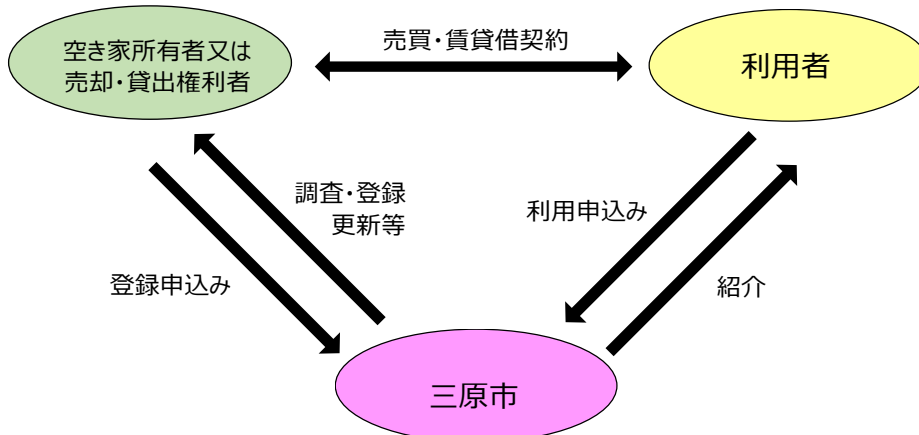 空き家所有者又は
売却・貸出権利者
売買・賃貸借契約
利用者
調査・登録
更新等
登録申込み
利用申込み
紹介
三原市